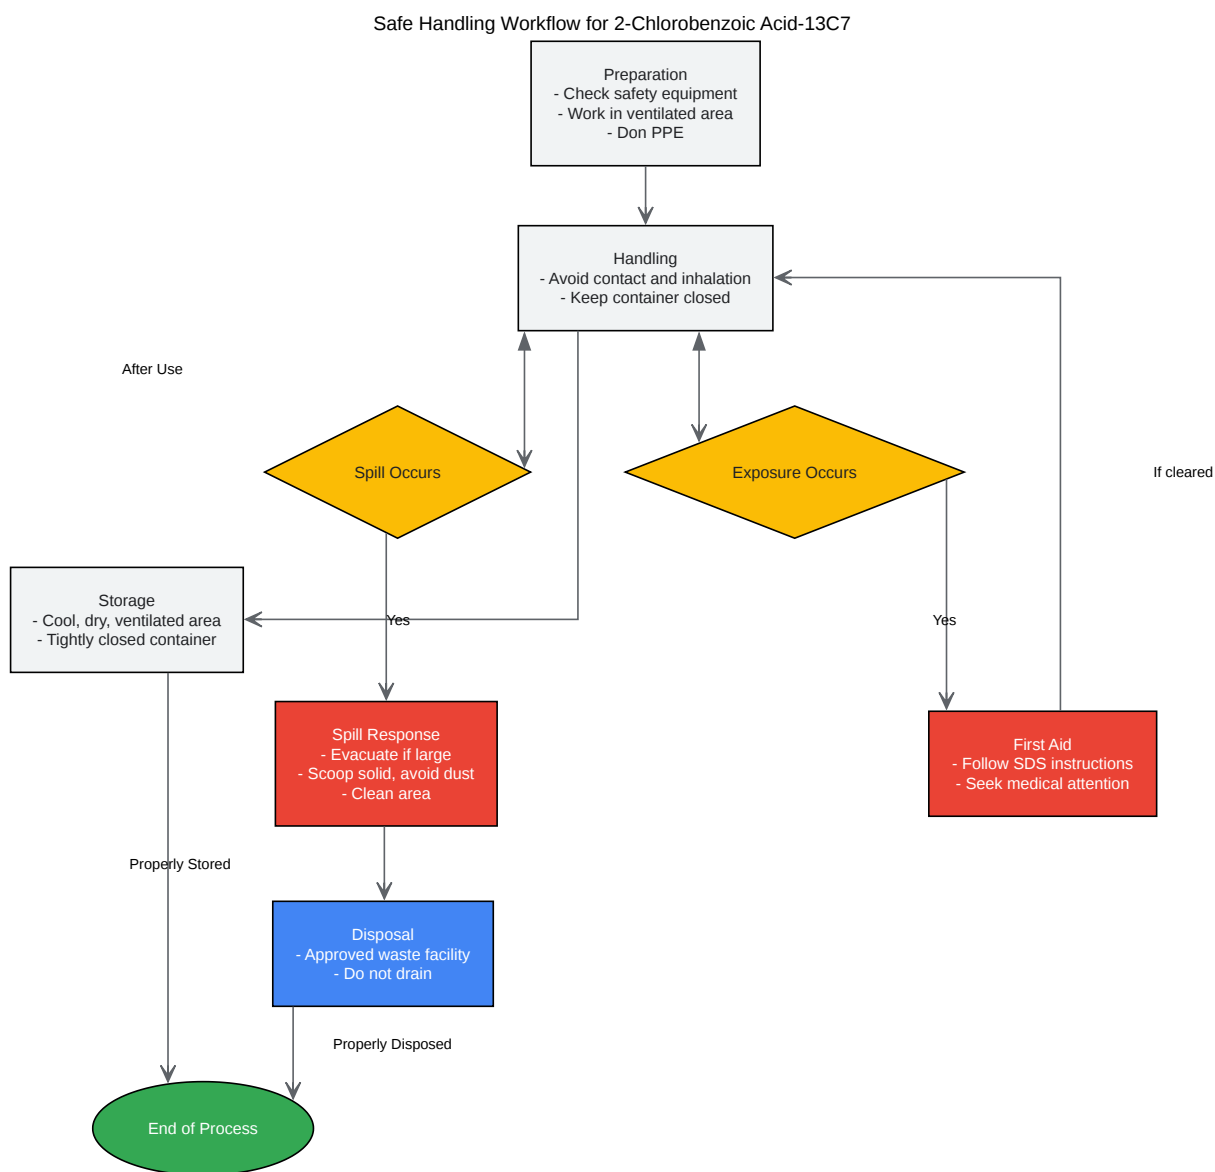 Safe Handling Workflow for 2-Chlorobenzoic Acid-13C7
Preparation
- Check safety equipment
- Work in ventilated area
- Don PPE
Handling
- Avoid contact and inhalation
- Keep container closed
After Use
Spill Occurs
Exposure Occurs
If cleared
Storage
- Cool, dry, ventilated area
- Tightly closed container
Yes
Yes
Spill Response
- Evacuate if large
- Scoop solid, avoid dust
- Clean area
First Aid
- Follow SDS instructions
- Seek medical attention
Properly Stored
Disposal
- Approved waste facility
- Do not drain
Properly Disposed
End of Process